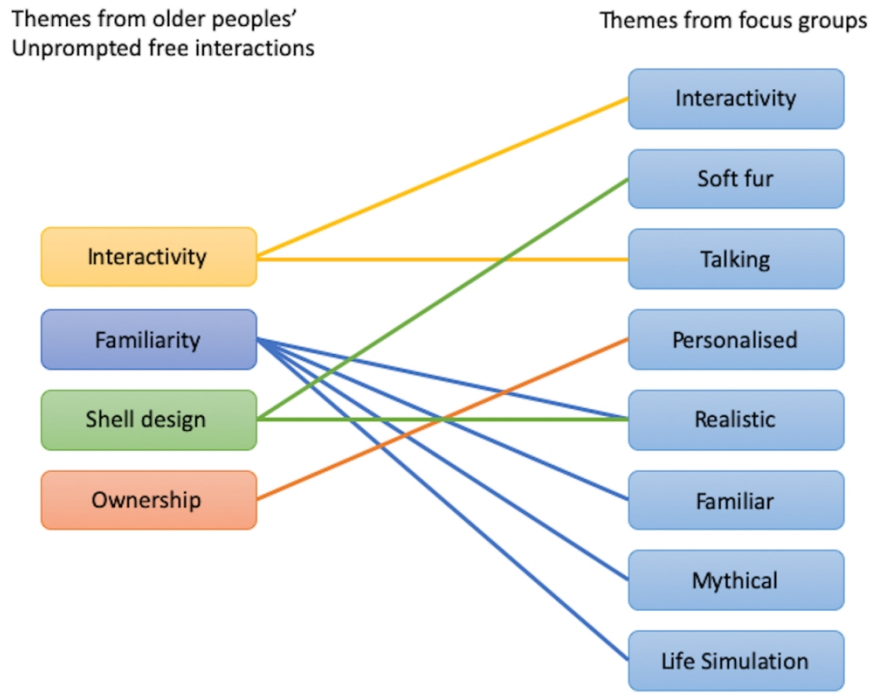 Themes from older peoples’
Unprompted free interactions
Themes from focus groups
Interactivity
Familiarity
Shell design
Ownership
Interactivity
Soft fur
Talking
Personalised
Realistic
Familiar
Mythical
Life Simulation